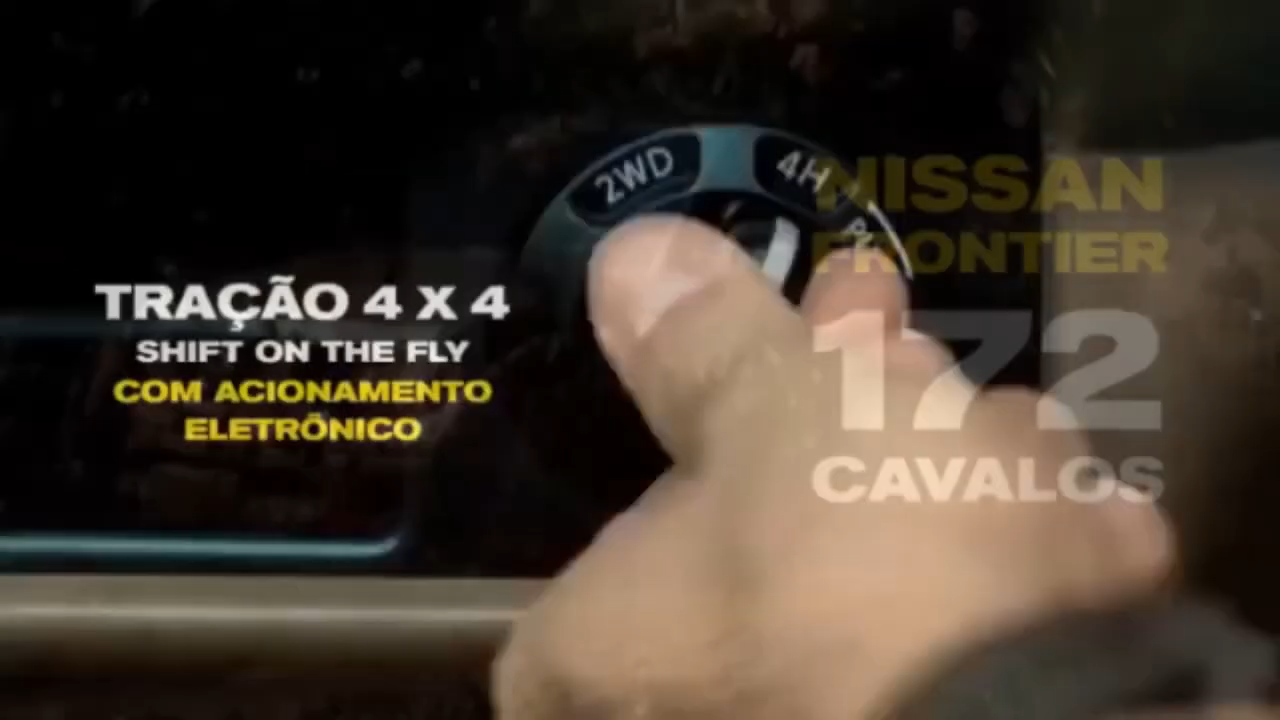 2WD
4H
TRAÇÃO 4 X 4
SHIFT ON THE FLY
COM ACIONAMENTO
ELETRÔNICO
NISSAN
FRONTIER
172
CAVALOS